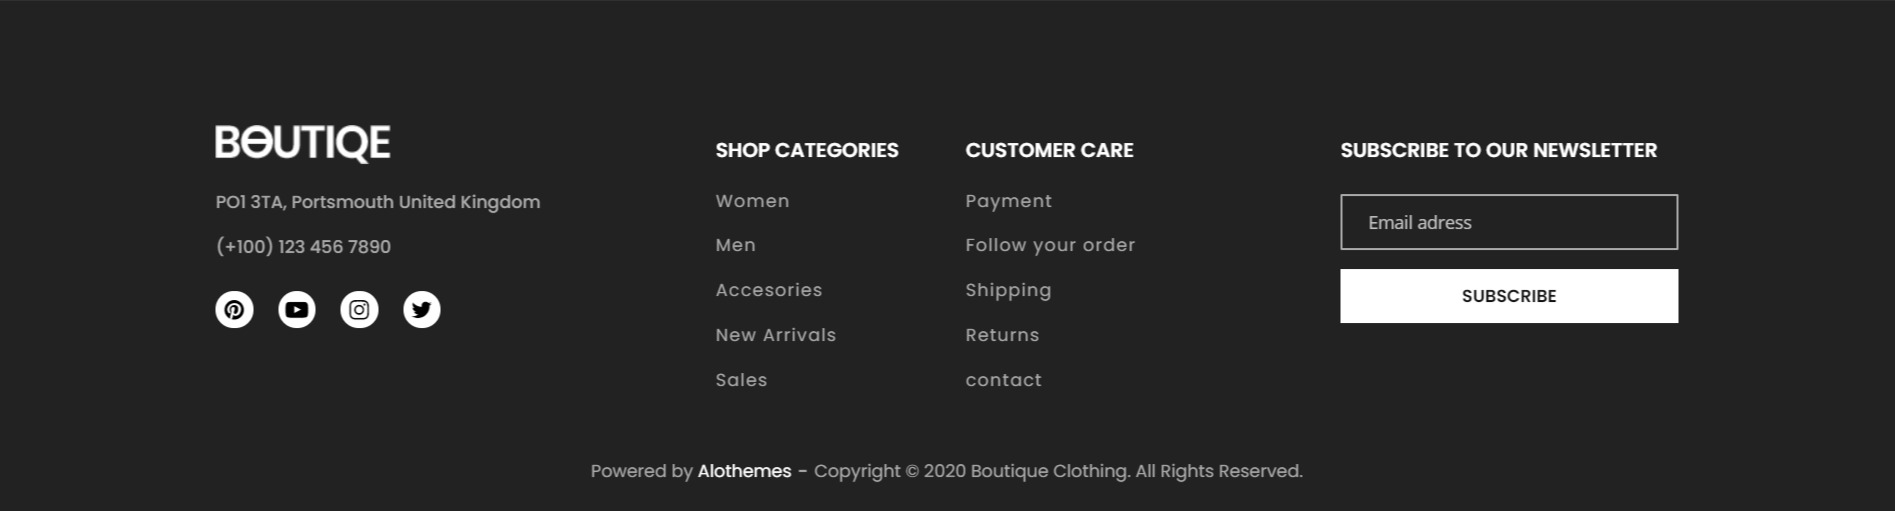 BOUTIQE
PO1 3TA, Portsmouth United Kingdom
(+100) 123 456 7890
SHOP CATEGORIES
Women
Men
Accesories
New Arrivals
Sales
CUSTOMER CARE
Payment
Follow your order
Shipping
Returns
contact
SUBSCRIBE TO OUR NEWSLETTER
Email adress
SUBSCRIBE
Powered by Alothemes - Copyright © 2020 Boutique Clothing. All Rights Reserved.